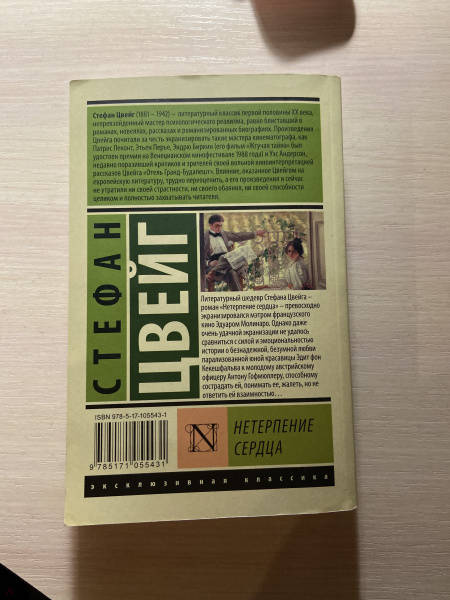 Стефан Цвейг (1881 – 1942) – литературный классик первой половины XX века,
непревзойденный мастер психологического реализма, равно блиставший в
романах, новеллах, рассказах и романизированных биографиях. Произведения
Цвейга почитали за честь экранизировать такие мастера кинематографа, как
Патрис Леконт, Этьен Перье, Эндрю Биркин (его фильм «Жгучая тайна» был
удостоен премии на Венецианском кинофестивале 1988 года) и Уэс Андерсон,
недавно поразивший критиков и зрителей своей вольной киноинтерпретацией
рассказов Цвейга «Отель Гранд-Будапешт». Влияние, оказанное Цвейгом на
европейскую литературу, трудно переоценить, а его произведения и сейчас
не утратили ни своей страстности, ни своего обаяния, ни своей способности
целиком и полностью захватывать читателя.
СТЕФАН
ЦВЕЙГ
Литературный шедевр Стефана Цвейга –
роман «Нетерпение сердца» – превосходно
экранизировался мэтром французского
кино Эдуаром Молинаро. Однако даже
очень удачной экранизации не удалось
сравниться с силой и эмоциональностью
истории о безнадежной, безумной любви
парализованной юной красавицы Эдит фон
Кекешфальва к молодому австрийскому
офицеру Антону Гофмиллеру, способному
сострадать ей, понимать ее, жалеть, но не
ответить ей взаимностью...
ISBN 978-5-17-105543-1
9 785171 055431
N
НЕТЕРПЕНИЕ
СЕРДЦА
эксклюзивная классика